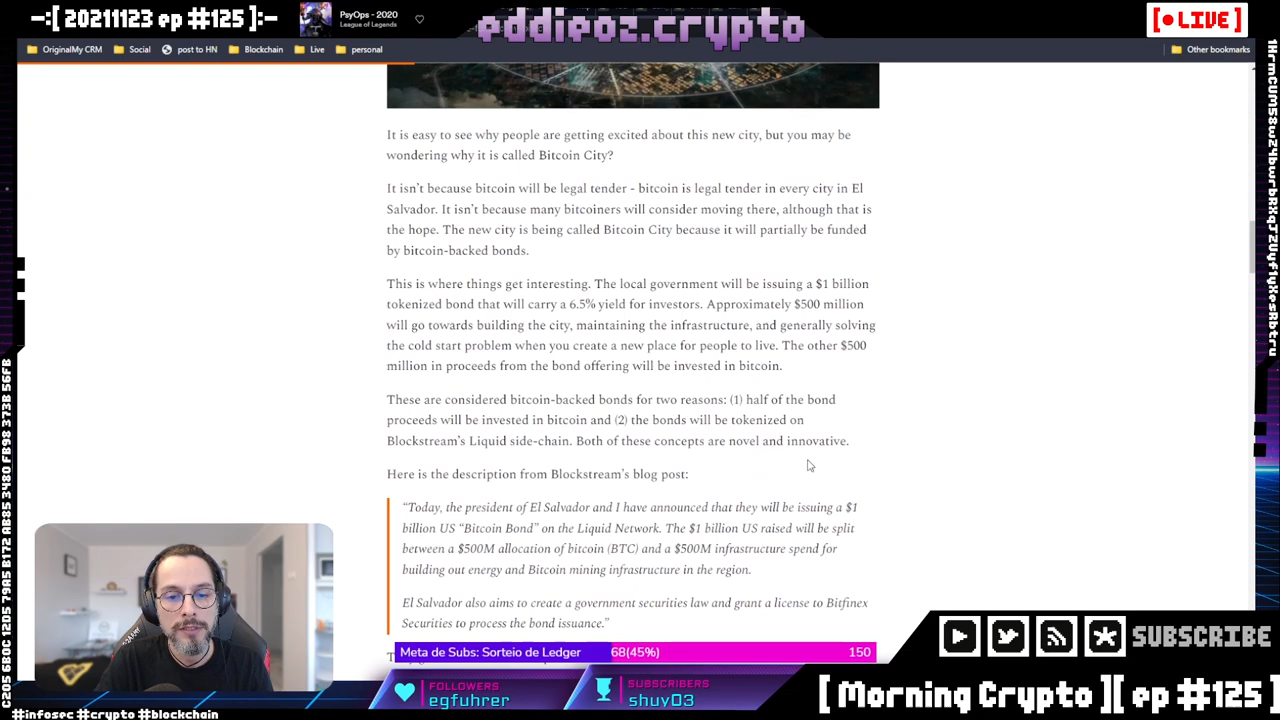 -:[ 20211123 ep #125]:-
PsyOps - 2020
League of Legends
eddieoz.crypto
[•LIVE]
OriginalMy CRM
Social
post to HN
Blockchain
Live
personal
Other bookmarks
It is easy to see why people are getting excited about this new city, but you may be
wondering why it is called Bitcoin City?
It isn't because bitcoin will be legal tender - bitcoin is legal tender in every city in El
Salvador. It isn't because many bitcoiners will consider moving there, although that is
the hope. The new city is being called Bitcoin City because it will partially be funded
by bitcoin-backed bonds.
This is where things get interesting. The local government will be issuing a $1 billion
tokenized bond that will carry a 6.5% yield for investors. Approximately $500 million
will go towards building the city, maintaining the infrastructure, and generally solving
the cold start problem when you create a new place for people to live. The other $500
million in proceeds from the bond offering will be invested in bitcoin.
These are considered bitcoin-backed bonds for two reasons: (1) half of the bond
proceeds will be invested in bitcoin and (2) the bonds will be tokenized on
Blockstream's Liquid side-chain. Both of these concepts are novel and innovative.
Here is the description from Blockstream's blog post:
"Today, the president of El Salvador and I have announced that they will be issuing a $1
billion US "Bitcoin Bond" on the Liquid Network. The $1 billion US raised will be split
between a $500M allocation of bitcoin (BTC) and a $500M infrastructure spend for
building out energy and Bitcoin mining infrastructure in the region.
El Salvador also aims to create a government securities law and grant a license to Bitfinex
Securities to process the bond issuance."
Meta de Subs: Sorteio de Ledger
68(45%)
150
SUBSCRIBE
FOLLOWERS
egfuhrer
SUBSCRIBERS
shuy03
[ Morning Crypto ][ ep #125 ]
#infosec #crypto #blockchain